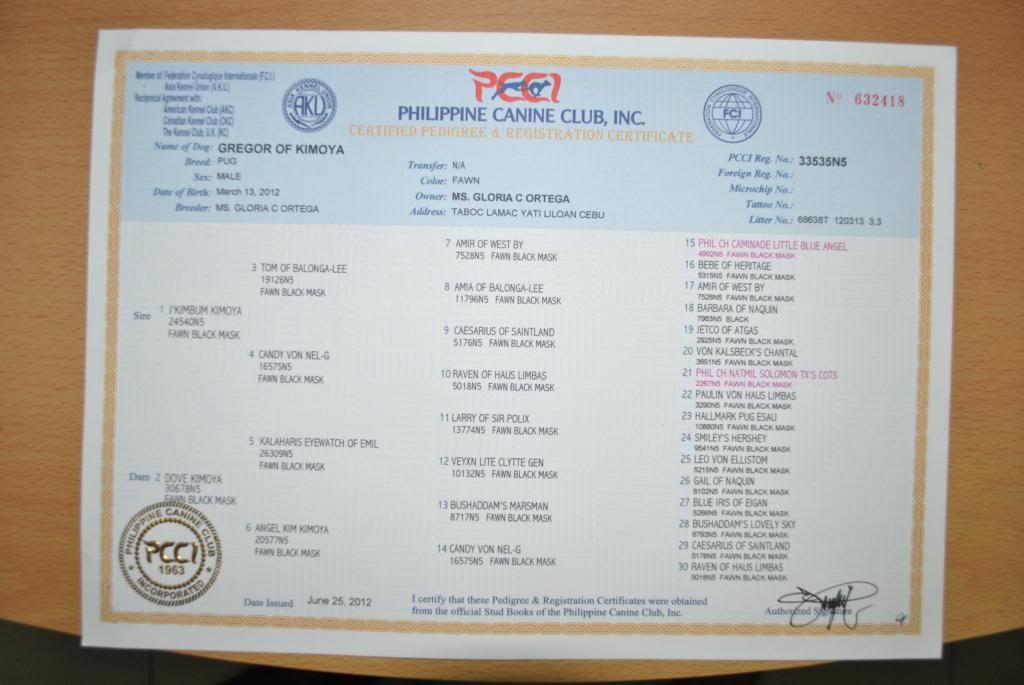 Member of: Federation Cynologique Internationale (F.C.I.)
Asia Kennel Union (A.K.U.)
Reciprocal Agreement with:
American Kennel Club (AKC)
Canadian Kennel Club (CKC)
The Kennel Club, U.K. (KC)
ASIA KENNEL UNION
AKU
PCCI
PHILIPPINE CANINE CLUB, INC.
CERTIFIED PEDIGREE & REGISTRATION CERTIFICATE
FCI
Nº 632418
Name of Dog: GREGOR OF KIMOYA
Breed: PUG
Sex: MALE
Date of Birth: March 13, 2012
Breeder: MS. GLORIA C ORTEGA
Transfer: N/A
Color: FAWN
Owner: MS. GLORIA C ORTEGA
Address: TABOC LAMAC YATI LILOAN CEBU
PCCI Reg. No.: 33535N5
Foreign Reg. No.:
Microchip No.:
Tattoo No.:
Litter No.: 68638T 120313 3,3
Sire 1 J'KIMBUM KIMOYA
24540N5
FAWN BLACK MASK
Dam 2 DOVE KIMOYA
30678N5
FAWN BLACK MASK
3 TOM OF BALONGA-LEE
19126N5
FAWN BLACK MASK
4 CANDY VON NEL-G
16575N5
FAWN BLACK MASK
5 KALAHARIS EYEWATCH OF EMIL
26309N5
FAWN BLACK MASK
6 ANGEL KIM KIMOYA
20577N5
FAWN BLACK MASK
7 AMIR OF WEST BY
7528N5 FAWN BLACK MASK
8 AMIA OF BALONGA-LEE
11796N5 FAWN BLACK MASK
9 CAESARIUS OF SAINTLAND
5176N5 FAWN BLACK MASK
10 RAVEN OF HAUS LIMBAS
5018N5 FAWN BLACK MASK
11 LARRY OF SIR POLIX
13774N5 FAWN BLACK MASK
12 VEYXN LITE CLYTTE GEN
10132N5 FAWN BLACK MASK
13 BUSHADDAM'S MARSMAN
8717N5 FAWN BLACK MASK
14 CANDY VON NEL-G
16575N5 FAWN BLACK MASK
15 PHIL CH CAMINADE LITTLE BLUE ANGEL
4992N5 FAWN BLACK MASK
16 BEBE OF HERITAGE
5315N5 FAWN BLACK MASK
17 AMIR OF WEST BY
7528N5 FAWN BLACK MASK
18 BARBARA OF NAQUIN
7983N5 BLACK
19 JETCO OF ATGAS
2925N5 FAWN BLACK MASK
20 VON KALSBECK'S CHANTAL
3651N5 FAWN BLACK MASK
21 PHIL CH NATMIL SOLOMON TX'S COTS
2267N5 FAWN BLACK MASK
22 PAULIN VON HAUS LIMBAS
3290N5 FAWN BLACK MASK
23 HALLMARK PUG ESAU
10880N5 FAWN BLACK MASK
24 SMILEY'S HERSHEY
9541N5 FAWN BLACK MASK
25 LEO VON ELLISTOM
5215N5 FAWN BLACK MASK
26 GAIL OF NAQUIN
6102N5 FAWN BLACK MASK
27 BLUE IRIS OF EIGAN
5266N5 FAWN BLACK MASK
28 BUSHADDAM'S LOVELY SKY
6793N5 FAWN BLACK MASK
29 CAESARIUS OF SAINTLAND
5176N5 FAWN BLACK MASK
30 RAVEN OF HAUS LIMBAS
5018N5 FAWN BLACK MASK
PHILIPPINE CANINE CLUB
PCCI
1963
INCORPORATED
Date Issued June 25, 2012
I certify that these Pedigree & Registration Certificates were obtained
from the official Stud Books of the Philippine Canine Club, Inc.
Authorized Signature